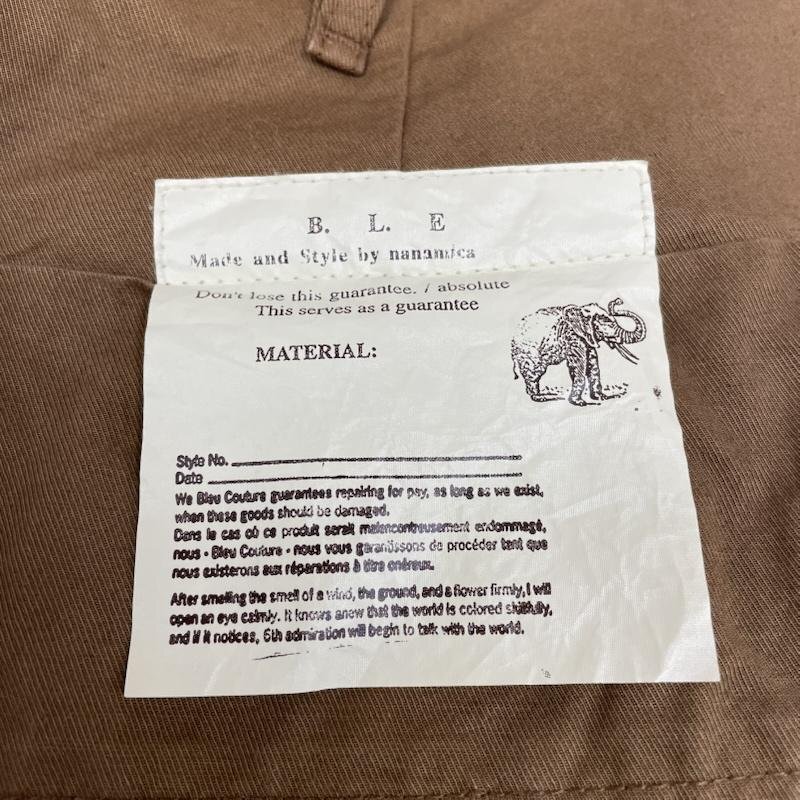 B. L. E
Made and Style by nanamica
Don't lose this guarantee. / absolute
This serves as a guarantee
MATERIAL:
Style No.
Date
We Bleu Couture guarantees repairing for pay, as long as we exist,
when these goods should be damaged.
Dans le cas où ce produit serait malencontreusement endommagé,
nous - Bleu Couture - nous vous garantissons de procéder tant que
nous existerons aux réparations à titre onéreux.
After smelling the smell of a wind, the ground, and a flower firmly, I will
open an eye calmly. It knows anew that the world is colored skillfully,
and if it notices, 6th admiration will begin to talk with the world.